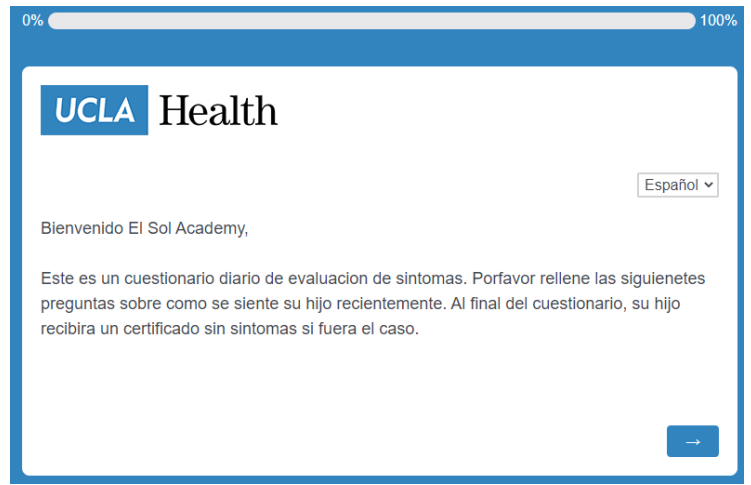 0% 100%
UCLA Health
Español
Bienvenido El Sol Academy,
Este es un cuestionario diario de evaluacion de sintomas. Porfavor rellene las siguienetes
preguntas sobre como se siente su hijo recientemente. Al final del cuestionario, su hijo
recibira un certificado sin sintomas si fuera el caso.
→